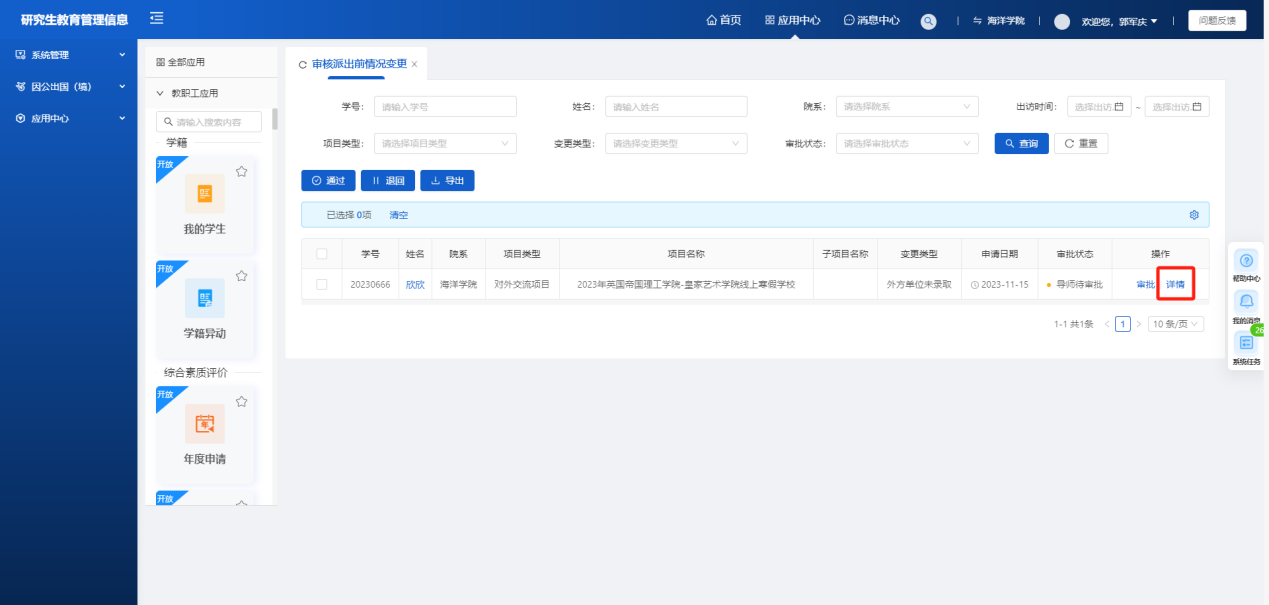 研究生教育管理信息
首页 应用中心 消息中心 海洋学院 欢迎您，郭军庆 问题反馈
系统管理
因公出国（境）
应用中心
全部应用
教职工应用
请输入搜索内容
学籍
开放
我的学生
开放
学籍异动
综合素质评价
开放
年度申请
开放
审核派出前情况变更 ×
学号： 请输入学号 姓名： 请输入姓名 院系： 请选择院系 出访时间： 选择出访 ~ 选择出访
项目类型： 请选择项目类型 变更类型： 请选择变更类型 审批状态： 请选择审批状态 查询 重置
通过 退回 导出
已选择 0项 清空
学号 姓名 院系 项目类型 项目名称 子项目名称 变更类型 申请日期 审批状态 操作
20230666 欣欣 海洋学院 对外交流项目 2023年英国帝国理工学院-皇家艺术学院线上寒假学校 外方单位未录取 2023-11-15 导师待审批 审批 详情
1-1 共1条 < 1 > 10 条/页
帮助中心
我的消息
26
系统任务